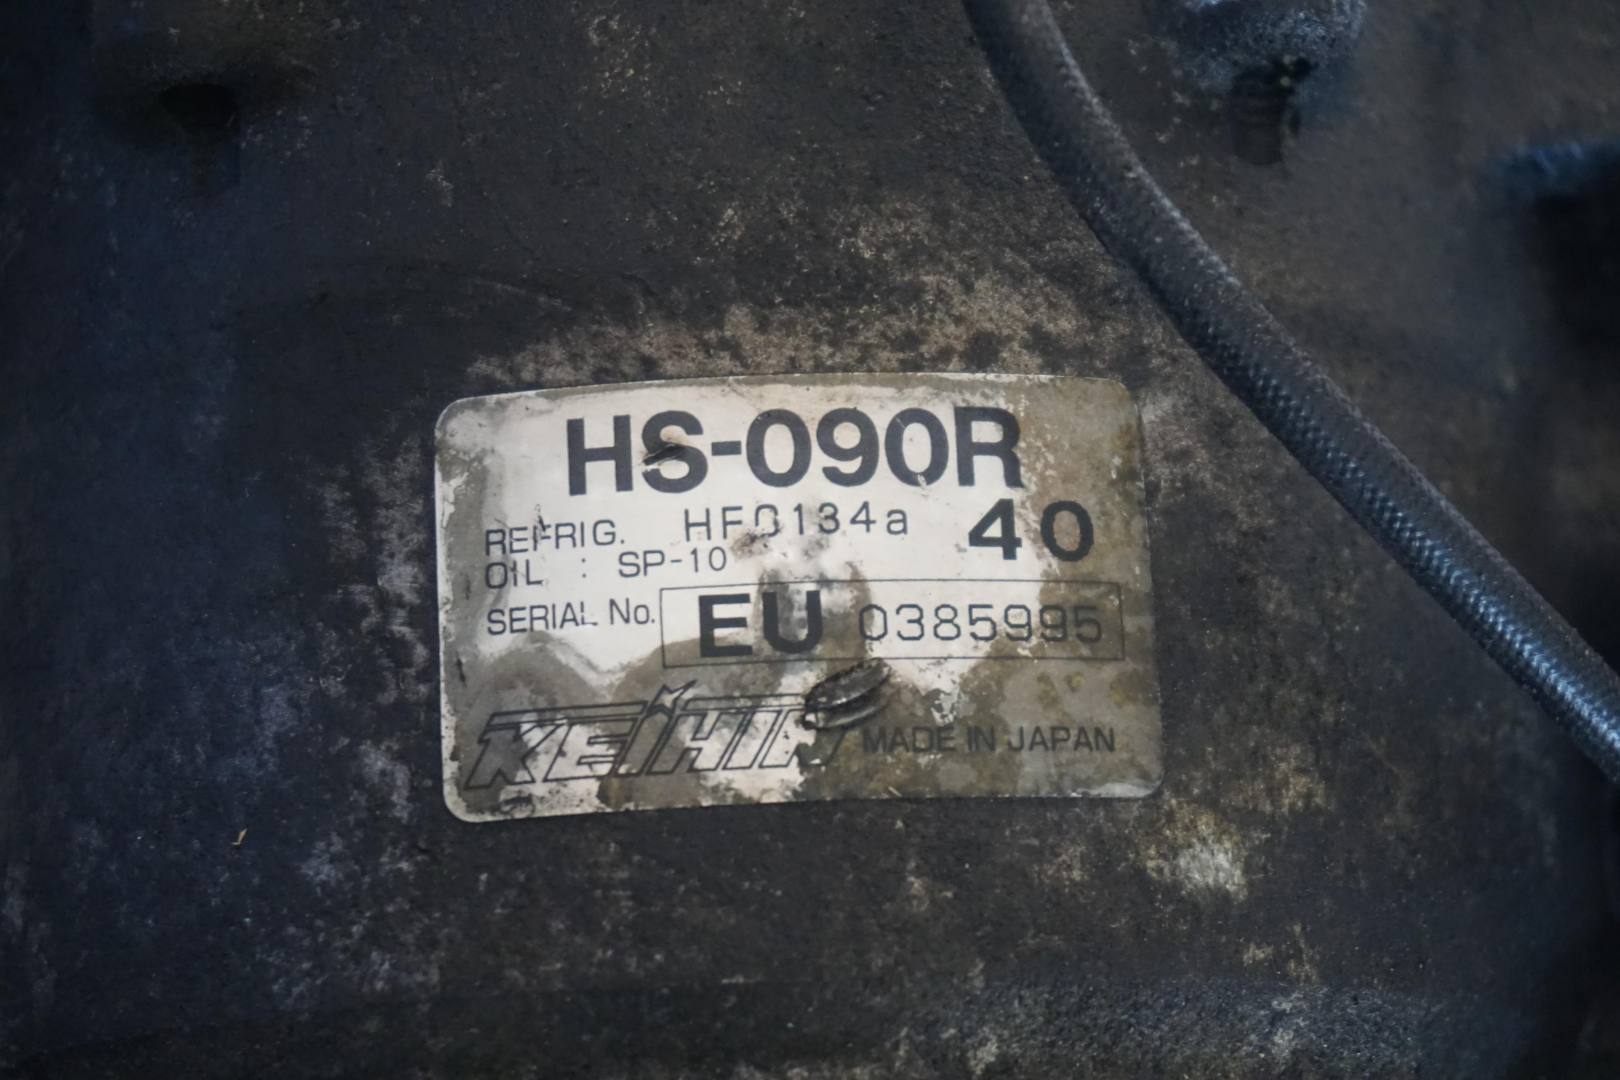 HS-090R
REFRIG. HFC134a 40
OIL : SP-10
SERIAL No. EU 0385995
KEIHIN MADE IN JAPAN